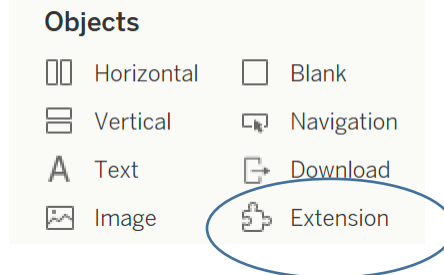 Objects
Horizontal Blank
Vertical Navigation
Text Download
Image Extension